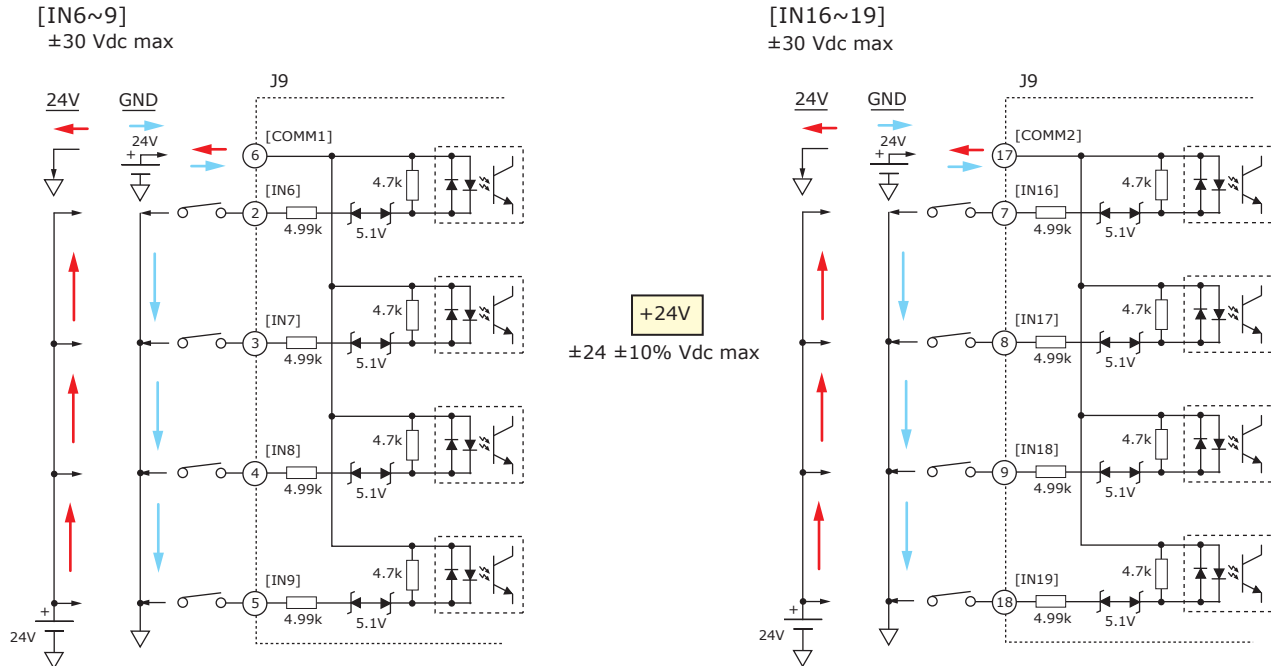 [IN6~9]
±30 Vdc max
J9
24V
GND
24V
+
[COMM1]
6
4.7k
[IN6]
2
4.99k
5.1V
4.7k
[IN7]
3
4.99k
5.1V
4.7k
[IN8]
4
4.99k
5.1V
4.7k
[IN9]
5
4.99k
5.1V
+
24V
+24V
±24 ±10% Vdc max
[IN16~19]
±30 Vdc max
J9
24V
GND
24V
+
[COMM2]
17
4.7k
[IN16]
7
4.99k
5.1V
4.7k
[IN17]
8
4.99k
5.1V
4.7k
[IN18]
9
4.99k
5.1V
4.7k
[IN19]
18
4.99k
5.1V
+
24V